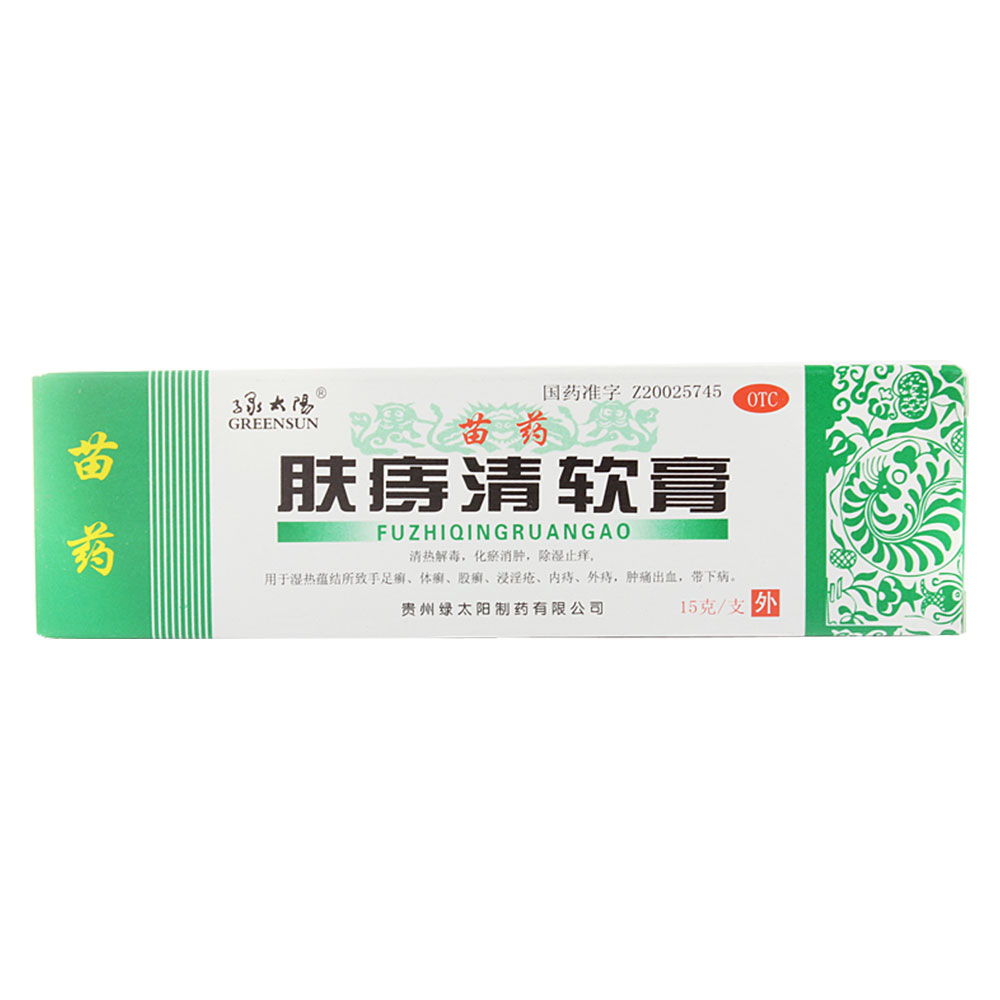 苗药
绿太陽®
GREENSUN
国药准字 Z20025745
OTC
苗药
肤痔清软膏
FUZHIQINGRUANGAO
清热解毒，化瘀消肿，除湿止痒，
用于湿热蕴结所致手足癣、体癣、股癣、浸淫疮、内痔、外痔，肿痛出血，带下病。
贵州绿太阳制药有限公司
15克/支 外